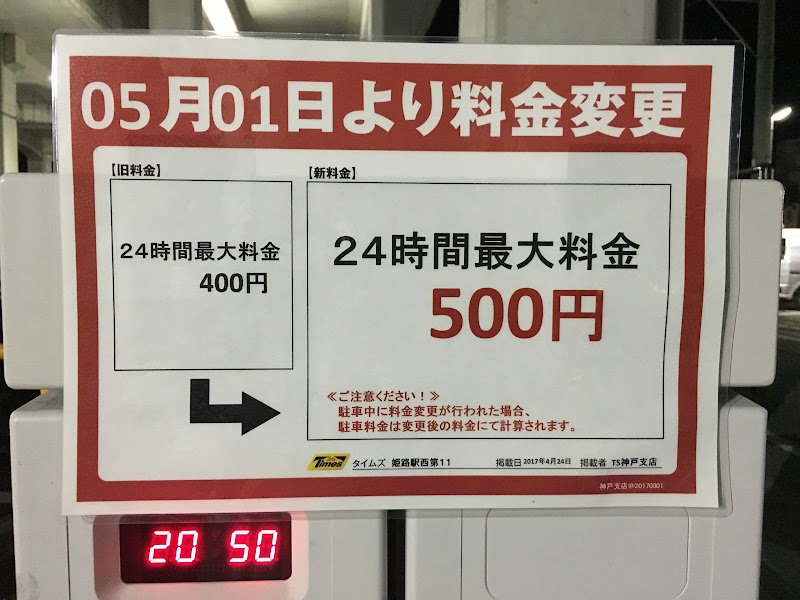 05月01日より料金変更
【旧料金】
24時間最大料金
400円
【新料金】
24時間最大料金
500円
≪ご注意ください!≫
駐車中に料金変更が行われた場合、
駐車料金は変更後の料金にて計算されます。
Times タイムズ 姫路駅西第11 掲載日 2017年4月24日 掲載者 TS神戸支店
神戸支店@20170801
20 50